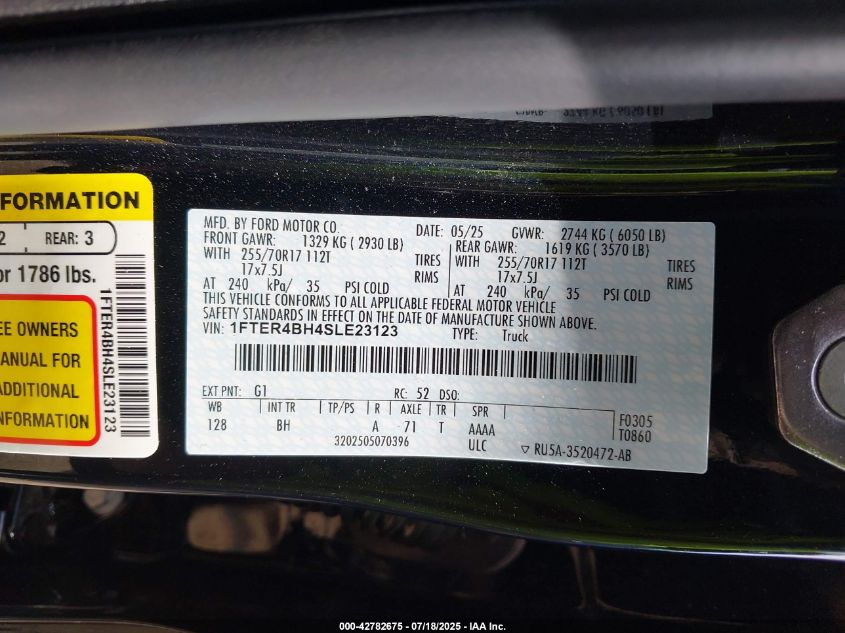 FORMATION
2 REAR: 3
or 1786 lbs.
EE OWNERS
MANUAL FOR
ADDITIONAL
INFORMATION
1FTER4BH4SLE23123
MFD. BY FORD MOTOR CO. DATE: 05/25 GVWR: 2744 KG ( 6050 LB)
FRONT GAWR: 1329 KG ( 2930 LB) REAR GAWR: 1619 KG ( 3570 LB)
WITH 255/70R17 112T TIRES WITH 255/70R17 112T TIRES
17x7.5J RIMS 17x7.5J RIMS
AT 240 kPa/ 35 PSI COLD AT 240 kPa/ 35 PSI COLD
THIS VEHICLE CONFORMS TO ALL APPLICABLE FEDERAL MOTOR VEHICLE
SAFETY STANDARDS IN EFFECT ON THE DATE OF MANUFACTURE SHOWN ABOVE.
VIN: 1FTER4BH4SLE23123 TYPE: Truck
EXT PNT: G1 RC: 52 DSO:
WB INT TR TP/PS R AXLE TR SPR F0305
128 BH A 71 T AAAA T0860
3202505070396 ULC ▽ RU5A-3520472-AB
000-42782675 - 07/18/2025 - IAA Inc.